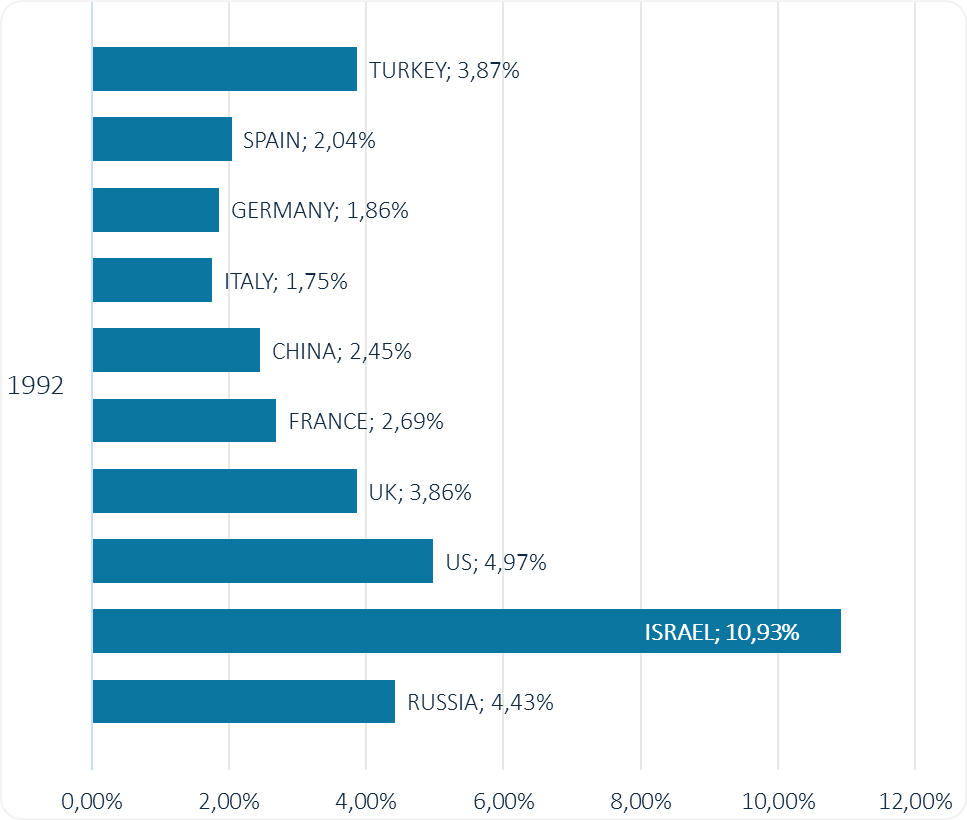 TURKEY; 3,87%
SPAIN; 2,04%
GERMANY; 1,86%
ITALY; 1,75%
CHINA; 2,45%
1992
FRANCE; 2,69%
UK; 3,86%
US; 4,97%
ISRAEL; 10,93%
RUSSIA; 4,43%
0,00% 2,00% 4,00% 6,00% 8,00% 10,00% 12,00%